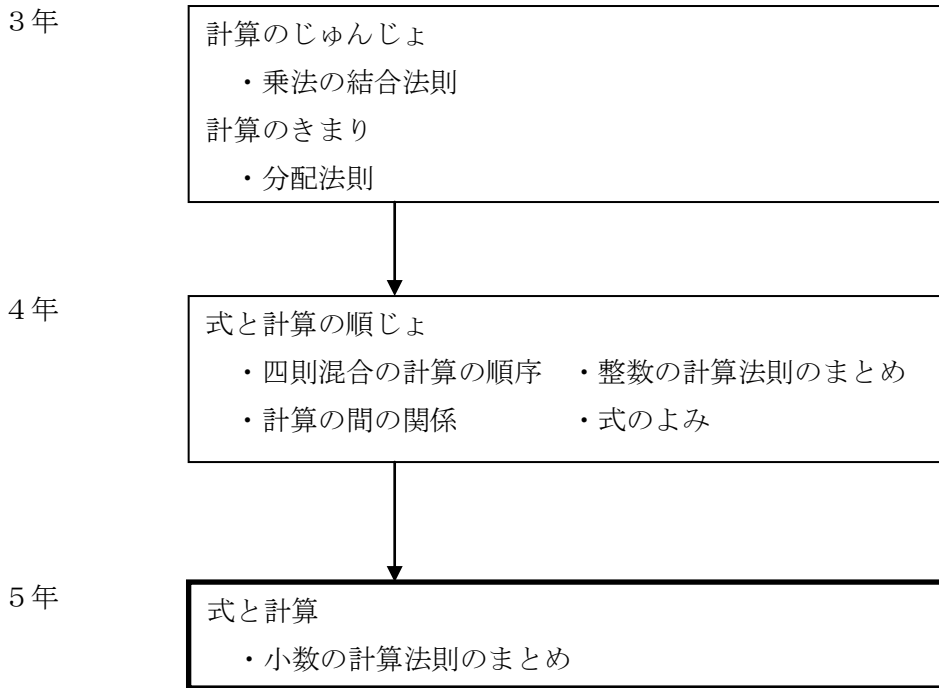 ３年
計算のじゅんじょ
・乗法の結合法則
計算のきまり
・分配法則
４年
式と計算の順じょ
・四則混合の計算の順序　・整数の計算法則のまとめ
・計算の間の関係　　　　・式のよみ
５年
式と計算
・小数の計算法則のまとめ